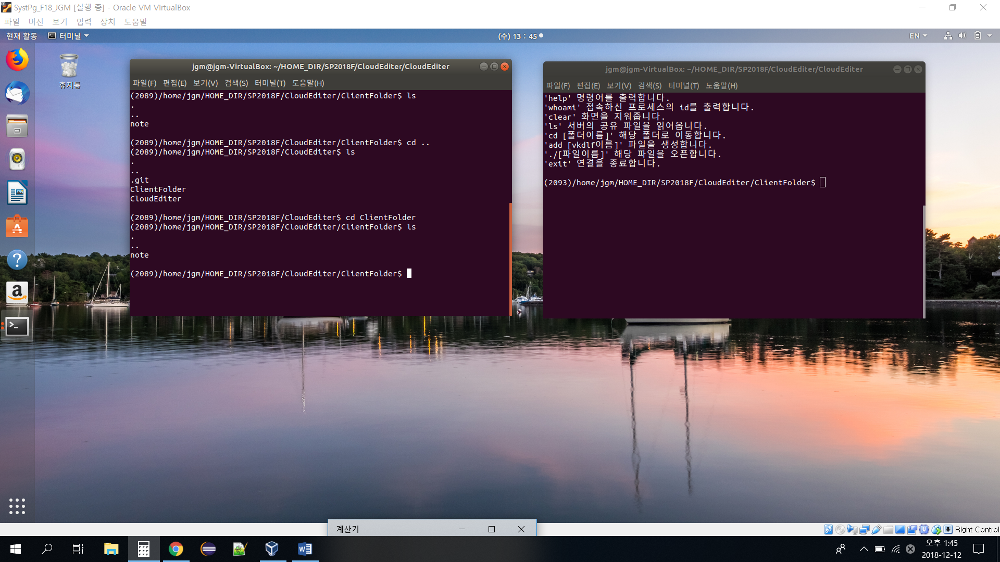 SystPg_F18_JGM [실행 중] - Oracle VM VirtualBox
파일 머신 보기 입력 장치 도움말
현재 활동 터미널 (수) 13 : 45 EN
휴지통
jgm@jgm-VirtualBox: ~/HOME_DIR/SP2018F/CloudEditer/CloudEditer
파일(F) 편집(E) 보기(V) 검색(S) 터미널(T) 도움말(H)
(2089)/home/jgm/HOME_DIR/SP2018F/CloudEditer/ClientFolder$ ls
.
..
note
(2089)/home/jgm/HOME_DIR/SP2018F/CloudEditer/ClientFolder$ cd ..
(2089)/home/jgm/HOME_DIR/SP2018F/CloudEditer$ ls
.
..
.git
ClientFolder
CloudEditer
(2089)/home/jgm/HOME_DIR/SP2018F/CloudEditer$ cd ClientFolder
(2089)/home/jgm/HOME_DIR/SP2018F/CloudEditer/ClientFolder$ ls
.
..
note
(2089)/home/jgm/HOME_DIR/SP2018F/CloudEditer/ClientFolder$
jgm@jgm-VirtualBox: ~/HOME_DIR/SP2018F/CloudEditer/CloudEditer
파일(F) 편집(E) 보기(V) 검색(S) 터미널(T) 도움말(H)
'help' 명령어를 출력합니다.
'whoami' 접속하신 프로세스의 id를 출력합니다.
'clear' 화면을 지워줍니다.
'ls' 서버의 공유 파일을 읽어옵니다.
'cd [폴더이름]' 해당 폴더로 이동합니다.
'add [vkdlf이름]' 파일을 생성합니다.
'./[파일이름]' 해당 파일을 오픈합니다.
'exit' 연결을 종료합니다.
(2093)/home/jgm/HOME_DIR/SP2018F/CloudEditer/ClientFolder$
계산기
Right Control
오후 1:45
2018-12-12